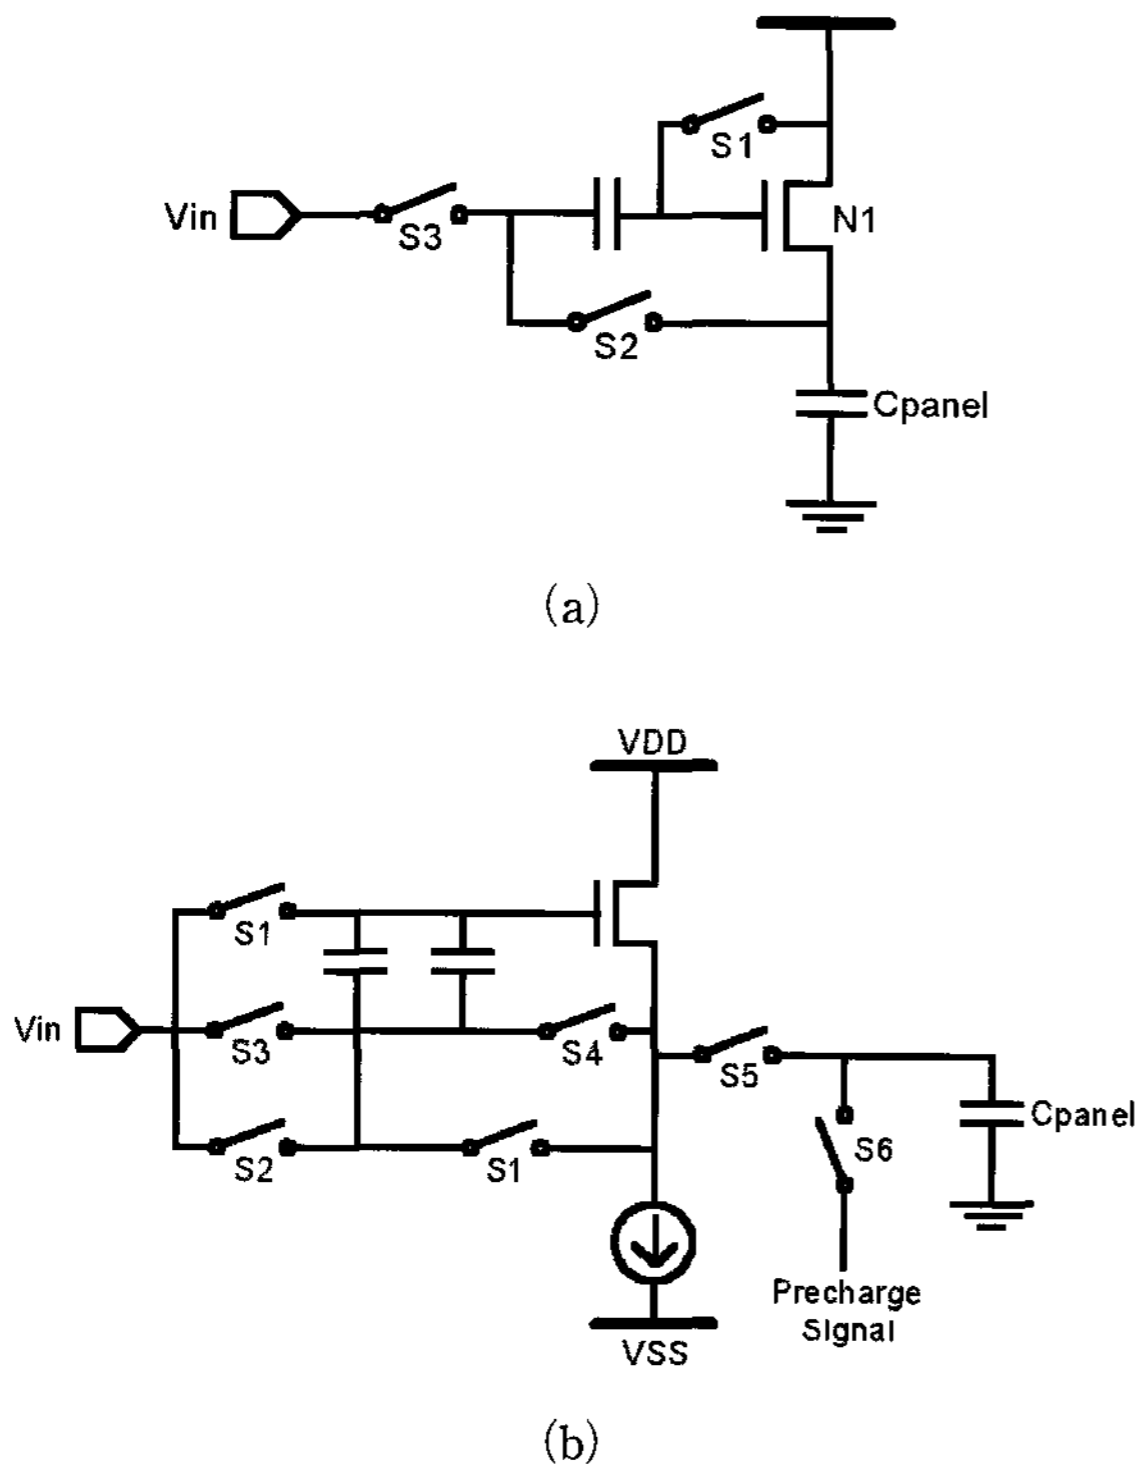 S1
Vin
S3
N1
S2
Cpanel
(a)
VDD
S1
Vin
S3
S4
S5
Cpanel
S2
S1
S6
Precharge
Signal
VSS
(b)